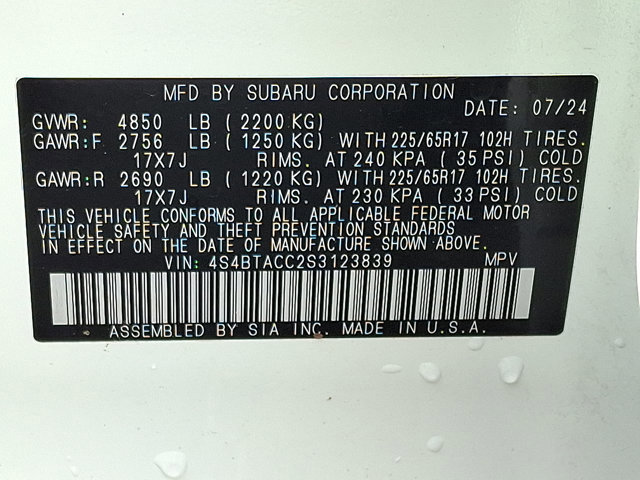 MFD BY SUBARU CORPORATION
DATE: 07/24
GVWR: 4850 LB (2200 KG)
GAWR:F 2756 LB (1250 KG) WITH 225/65R17 102H TIRES.
17X7J RIMS. AT 240 KPA (35 PSI) COLD
GAWR:R 2690 LB (1220 KG) WITH 225/65R17 102H TIRES.
17X7J RIMS. AT 230 KPA (33 PSI) COLD
THIS VEHICLE CONFORMS TO ALL APPLICABLE FEDERAL MOTOR
VEHICLE SAFETY AND THEFT PREVENTION STANDARDS
IN EFFECT ON THE DATE OF MANUFACTURE SHOWN ABOVE.
VIN: 4S4BTACC2S3123839 MPV
ASSEMBLED BY SIA INC. MADE IN U.S.A.